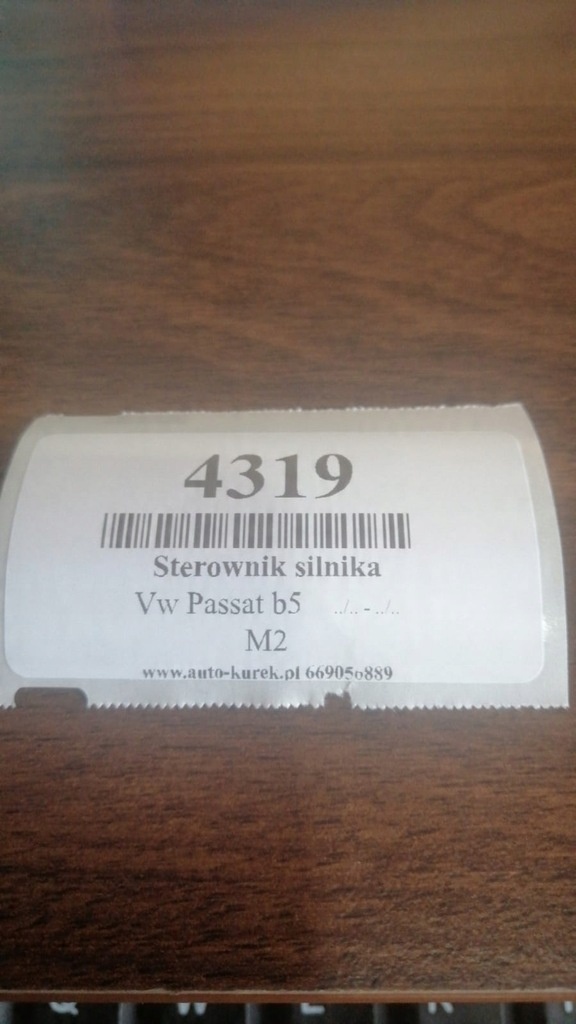 4319
Sterownik silnika
Vw Passat b5 ../.. - ../..
M2
www.auto-kurek.pl 669056889
Q W E R